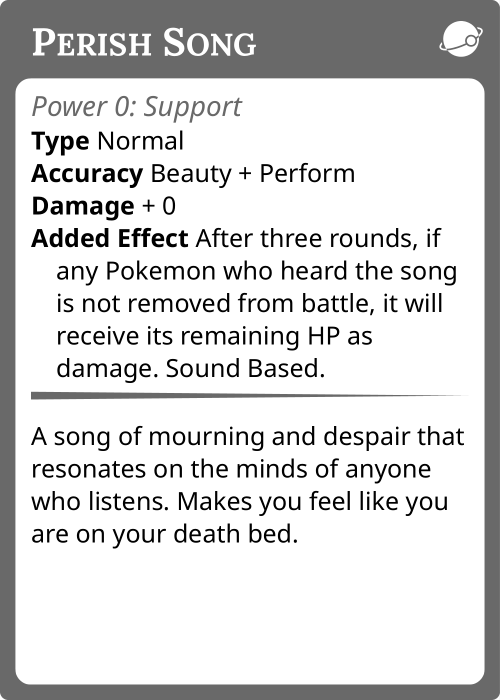 Perish Song
Power 0: Support
Type Normal
Accuracy Beauty + Perform
Damage + 0
Added Effect After three rounds, if
any Pokemon who heard the song
is not removed from battle, it will
receive its remaining HP as
damage. Sound Based.
A song of mourning and despair that
resonates on the minds of anyone
who listens. Makes you feel like you
are on your death bed.